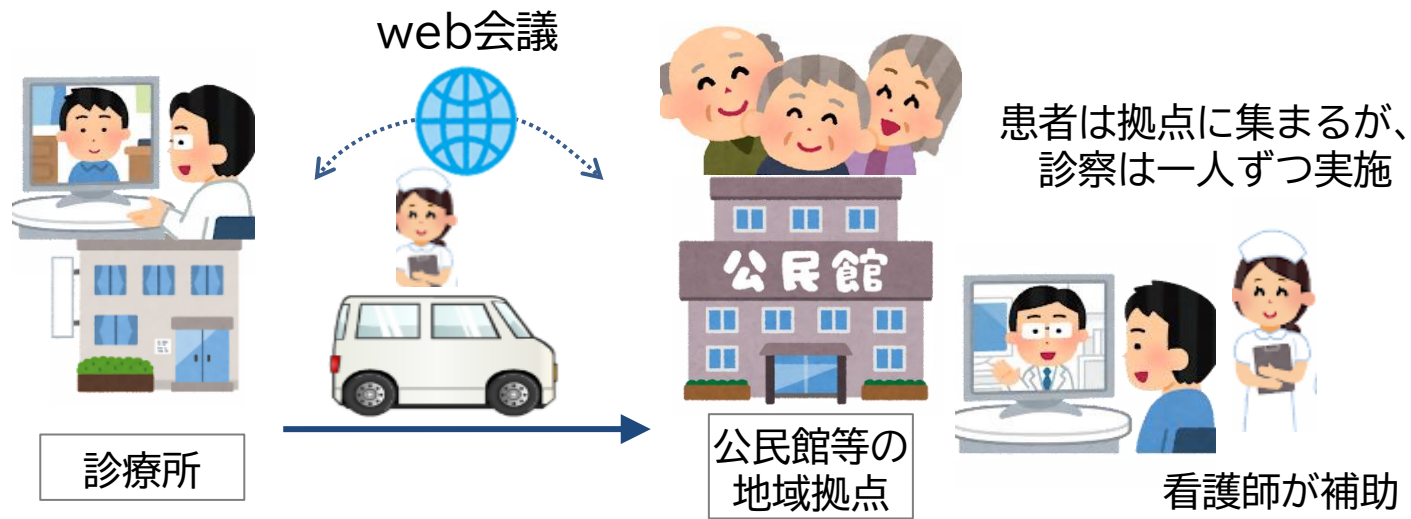 web会議
患者は拠点に集まるが、
診察は一人ずつ実施
公民館
診療所
公民館等の
地域拠点
看護師が補助